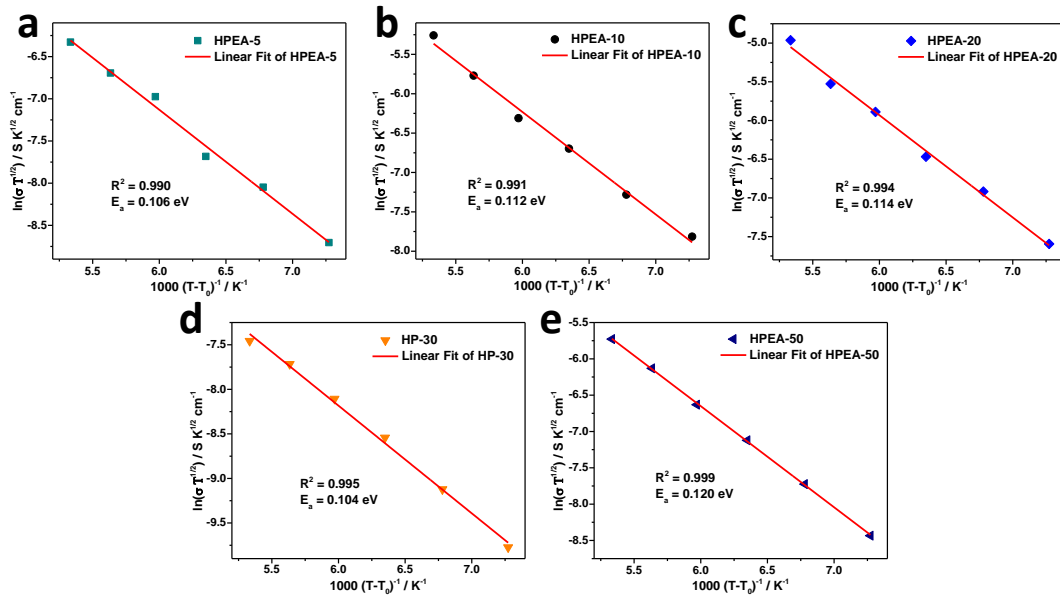 a
HPEA-5
Linear Fit of HPEA-5
R² = 0.990
Eₐ = 0.106 eV
ln(σ T^1/2) / S K^1/2 cm^-1
-6.5
-7.0
-7.5
-8.0
-8.5
5.5 6.0 6.5 7.0
1000 (T-T₀)^-1 / K^-1
b
HPEA-10
Linear Fit of HPEA-10
R² = 0.991
Eₐ = 0.112 eV
ln(σ T^1/2) / S K^1/2 cm^-1
-5.0
-5.5
-6.0
-6.5
-7.0
-7.5
-8.0
5.5 6.0 6.5 7.0
1000 (T-T₀)^-1 / K^-1
c
HPEA-20
Linear Fit of HPEA-20
R² = 0.994
Eₐ = 0.114 eV
ln(σ T^1/2) / S K^1/2 cm^-1
-5.0
-5.5
-6.0
-6.5
-7.0
-7.5
5.5 6.0 6.5 7.0
1000 (T-T₀)^-1 / K^-1
d
HP-30
Linear Fit of HP-30
R² = 0.995
Eₐ = 0.104 eV
ln(σ T^1/2) / S K^1/2 cm^-1
-7.5
-8.0
-8.5
-9.0
-9.5
5.5 6.0 6.5 7.0
1000 (T-T₀)^-1 / K^-1
e
HPEA-50
Linear Fit of HPEA-50
R² = 0.999
Eₐ = 0.120 eV
ln(σ T^1/2) / S K^1/2 cm^-1
-5.5
-6.0
-6.5
-7.0
-7.5
-8.0
-8.5
5.5 6.0 6.5 7.0
1000 (T-T₀)^-1 / K^-1